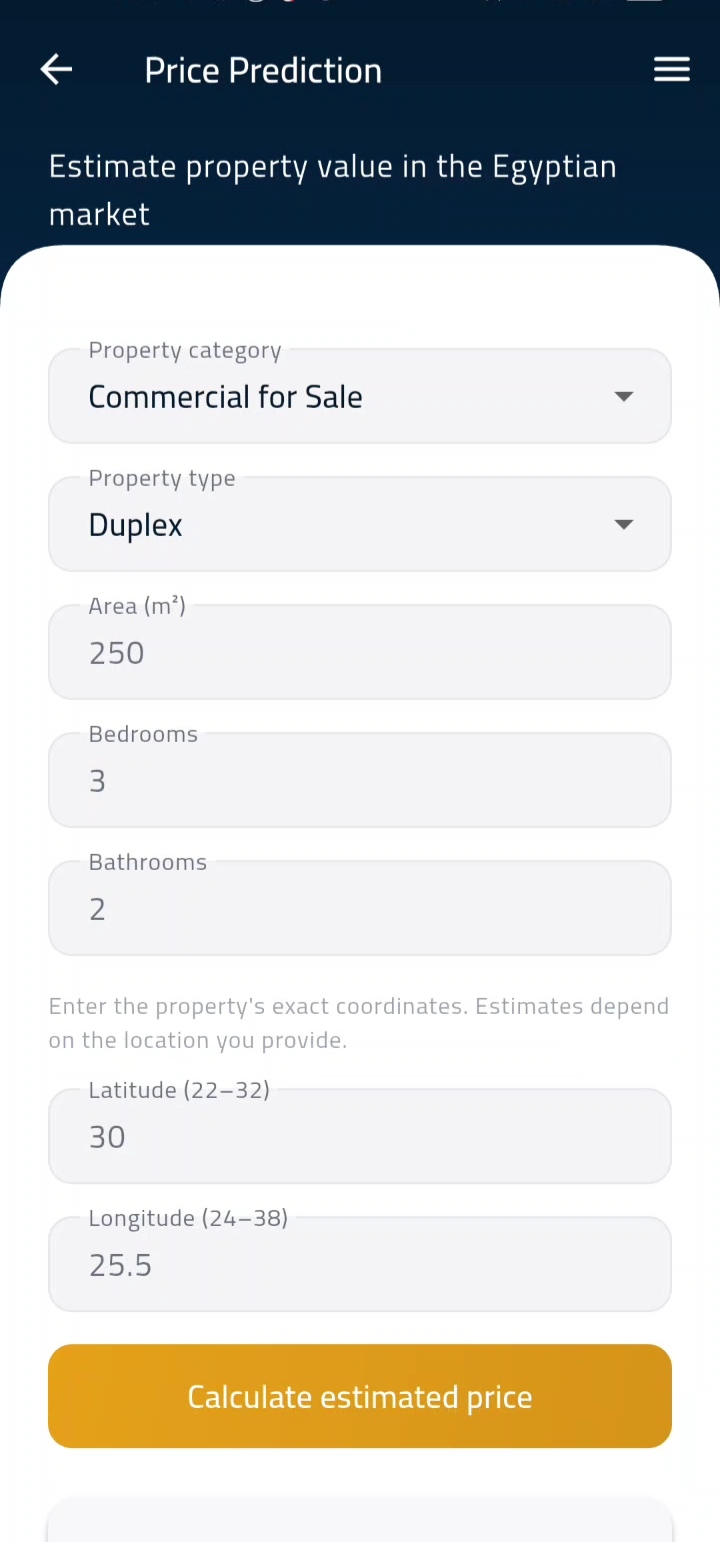 Price Prediction
Estimate property value in the Egyptian
market
Property category
Commercial for Sale
Property type
Duplex
Area (m²)
250
Bedrooms
3
Bathrooms
2
Enter the property's exact coordinates. Estimates depend
on the location you provide.
Latitude (22–32)
30
Longitude (24–38)
25.5
Calculate estimated price